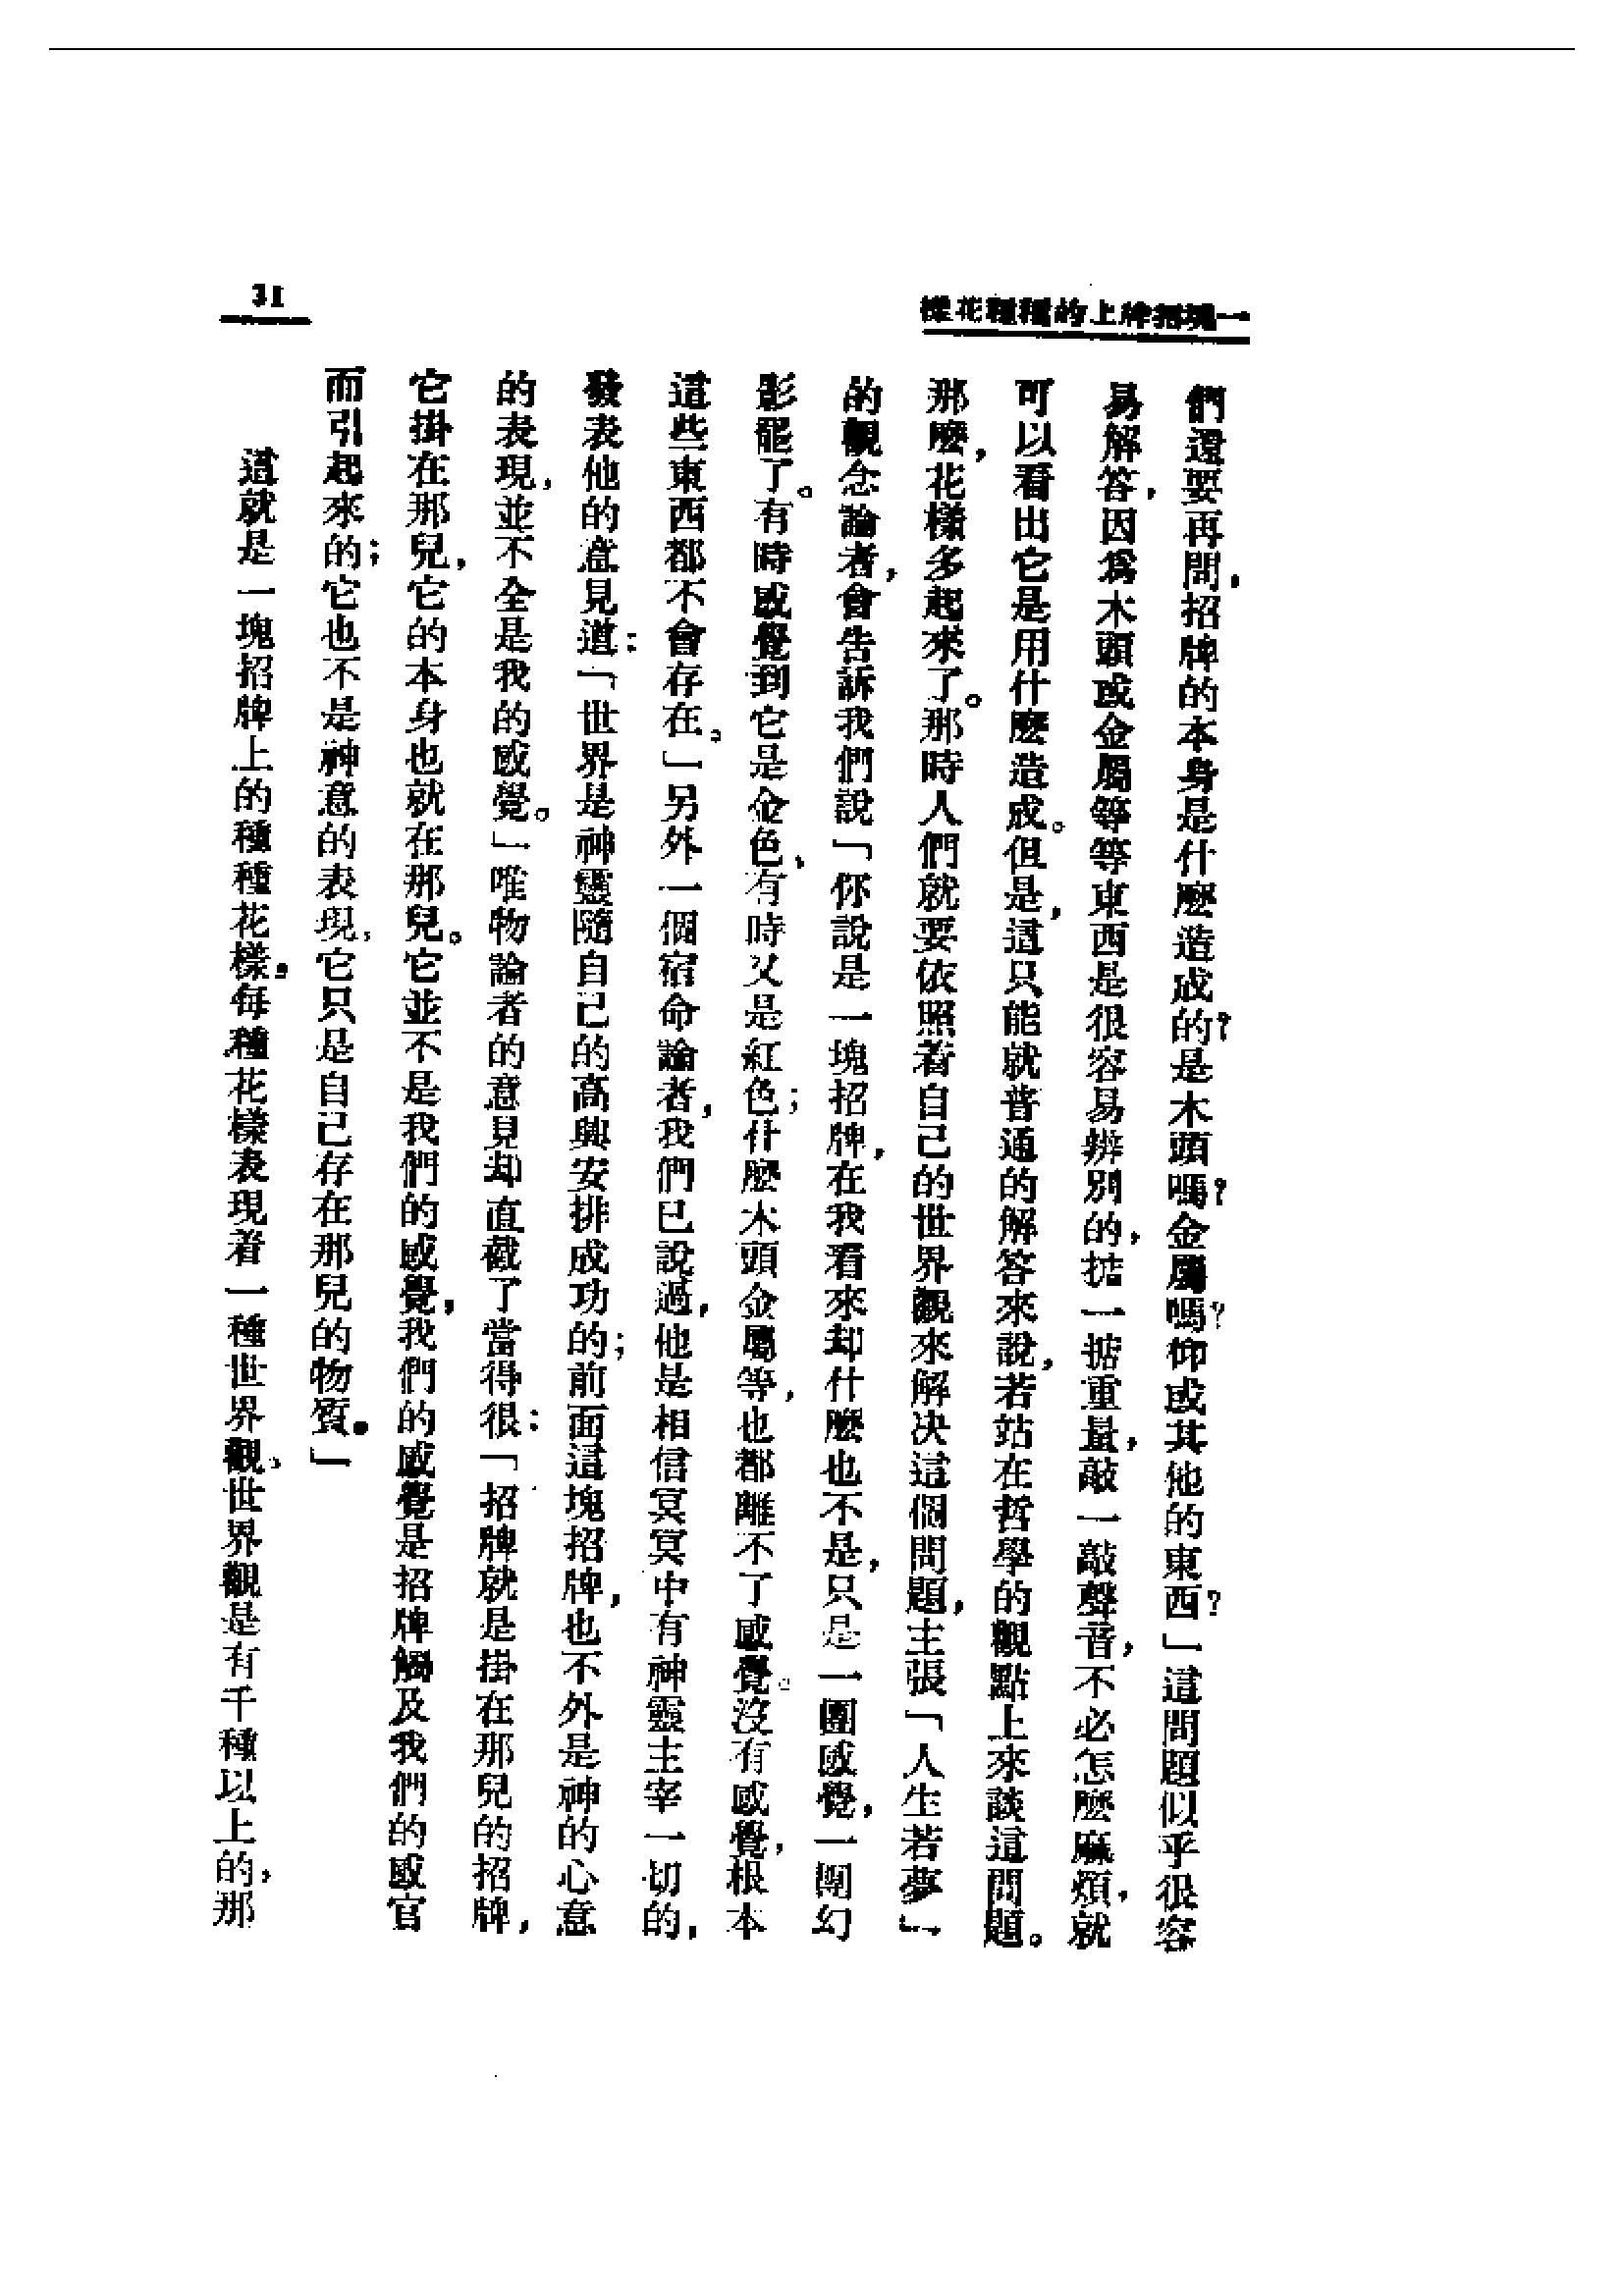 一塊招牌上的種種花樣
31
們還要再問，招牌的本身是什麼造成的？是木頭嗎？金屬嗎？抑或其他的東西？」這問題似乎很容
易解答，因爲木頭或金屬等等東西是很容易辨別的，掂一掂重量，敲一敲聲音，不必怎麼麻煩，就
可以看出它是用什麼造成。但是，這只能就普通的解答來說，若站在哲學的觀點上來談這問題。
那麼，花樣多起來了。那時人們就要依照着自己的世界觀來解决這個問題，主張「人生若夢」
的觀念論者，會告訴我們說「你說是一塊招牌，在我看來却什麼也不是，只是一團感覺，一團幻
影罷了。有時感覺到它是金色，有時又是紅色；什麼木頭金屬等，也都離不了感覺。沒有感覺，根本
這些東西都不會存在。」另外一個宿命論者，我們已說過，他是相信冥冥中有神靈主宰一切的，
發表他的意見道：「世界是神靈隨自己的高興安排成功的；前面這塊招牌，也不外是神的心意
的表現，並不全是我的感覺。」唯物論者的意見却直截了當得很：「招牌就是掛在那兒的招牌，
它掛在那兒，它的本身也就在那兒。它並不是我們的感覺，我們的感覺是招牌觸及我們的感官
而引起來的；它也不是神意的表現，它只是自己存在那兒的物質。」
這就是一塊招牌上的種種花樣。每種花樣表現着一種世界觀。世界觀是有千種以上的，那